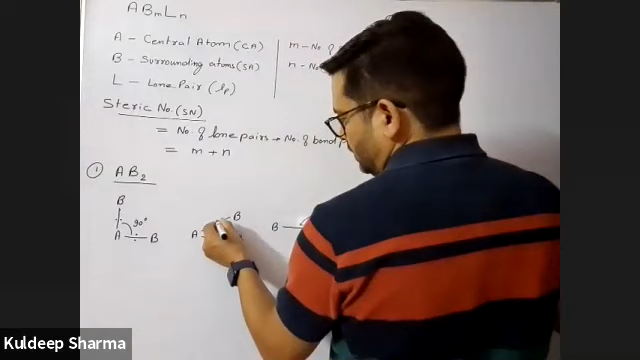 ABmLn
A - Central Atom (CA)
m - No of
B - Surrounding atoms (SA)
n - No.
L - Lone Pair (lp)
Steric No. (SN)
= No. of lone pairs + No. of bond
= m + n
① AB2
B
90°
A B
A B
B
Kuldeep Sharma